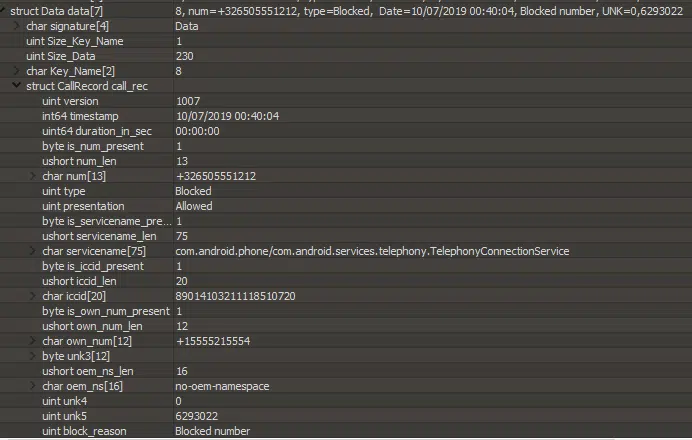 struct Data data[7] 8, num=+326505551212, type=Blocked, Date=10/07/2019 00:40:04, Blocked number, UNK=0,6293022
char signature[4] Data
uint Size_Key_Name 1
uint Size_Data 230
char Key_Name[2] 8
struct CallRecord call_rec
uint version 1007
int64 timestamp 10/07/2019 00:40:04
uint64 duration_in_sec 00:00:00
byte is_num_present 1
ushort num_len 13
char num[13] +326505551212
uint type Blocked
uint presentation Allowed
byte is_servicename_pre... 1
ushort servicename_len 75
char servicename[75] com.android.phone/com.android.services.telephony.TelephonyConnectionService
byte is_iccid_present 1
ushort iccid_len 20
char iccid[20] 89014103211118510720
byte is_own_num_present 1
ushort own_num_len 12
char own_num[12] +15555215554
byte unk3[12]
ushort oem_ns_len 16
char oem_ns[16] no-oem-namespace
uint unk4 0
uint unk5 6293022
uint block_reason Blocked number